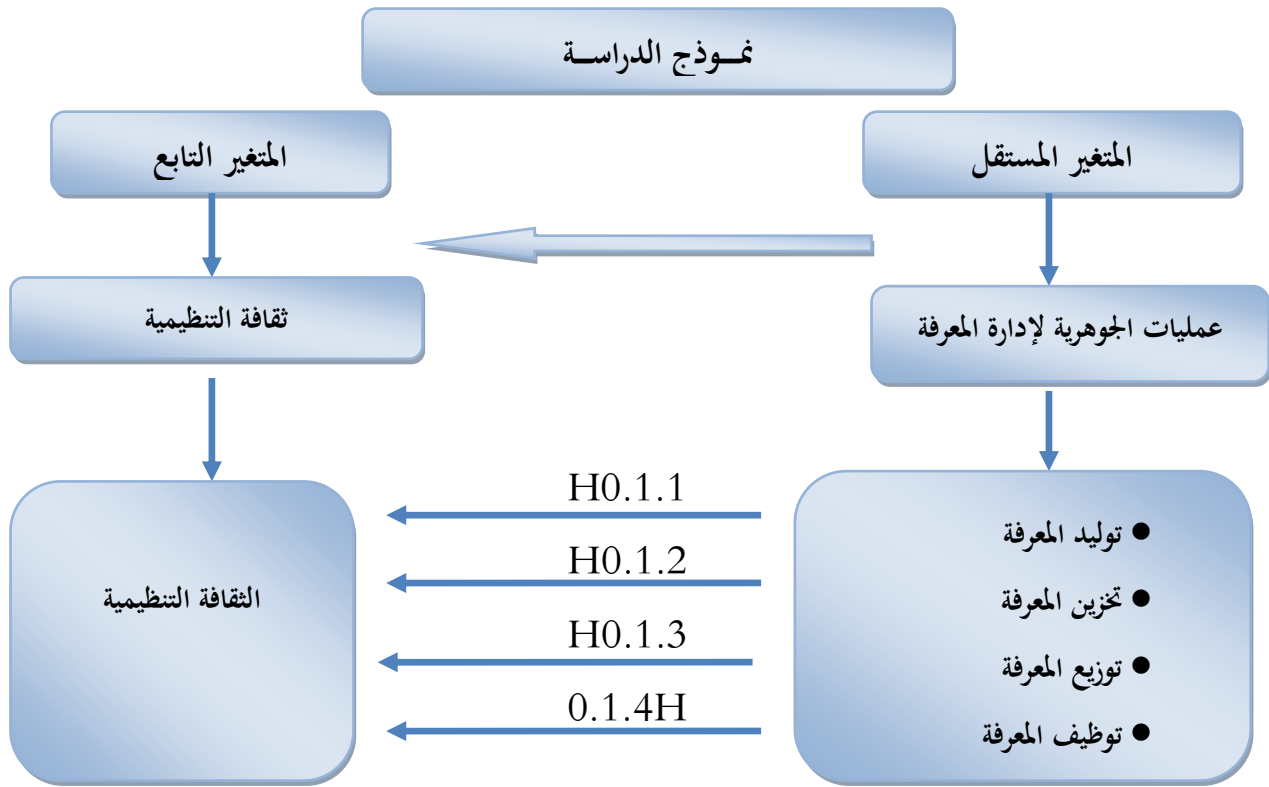 نمـوذج الدراسـة
المتغير المستقل
المتغير التابع
عمليات الجوهرية لإدارة المعرفة
ثقافة التنظيمية
● توليد المعرفة
● تخزين المعرفة
● توزيع المعرفة
● توظيف المعرفة
H0.1.1
H0.1.2
H0.1.3
0.1.4H
الثقافة التنظيمية